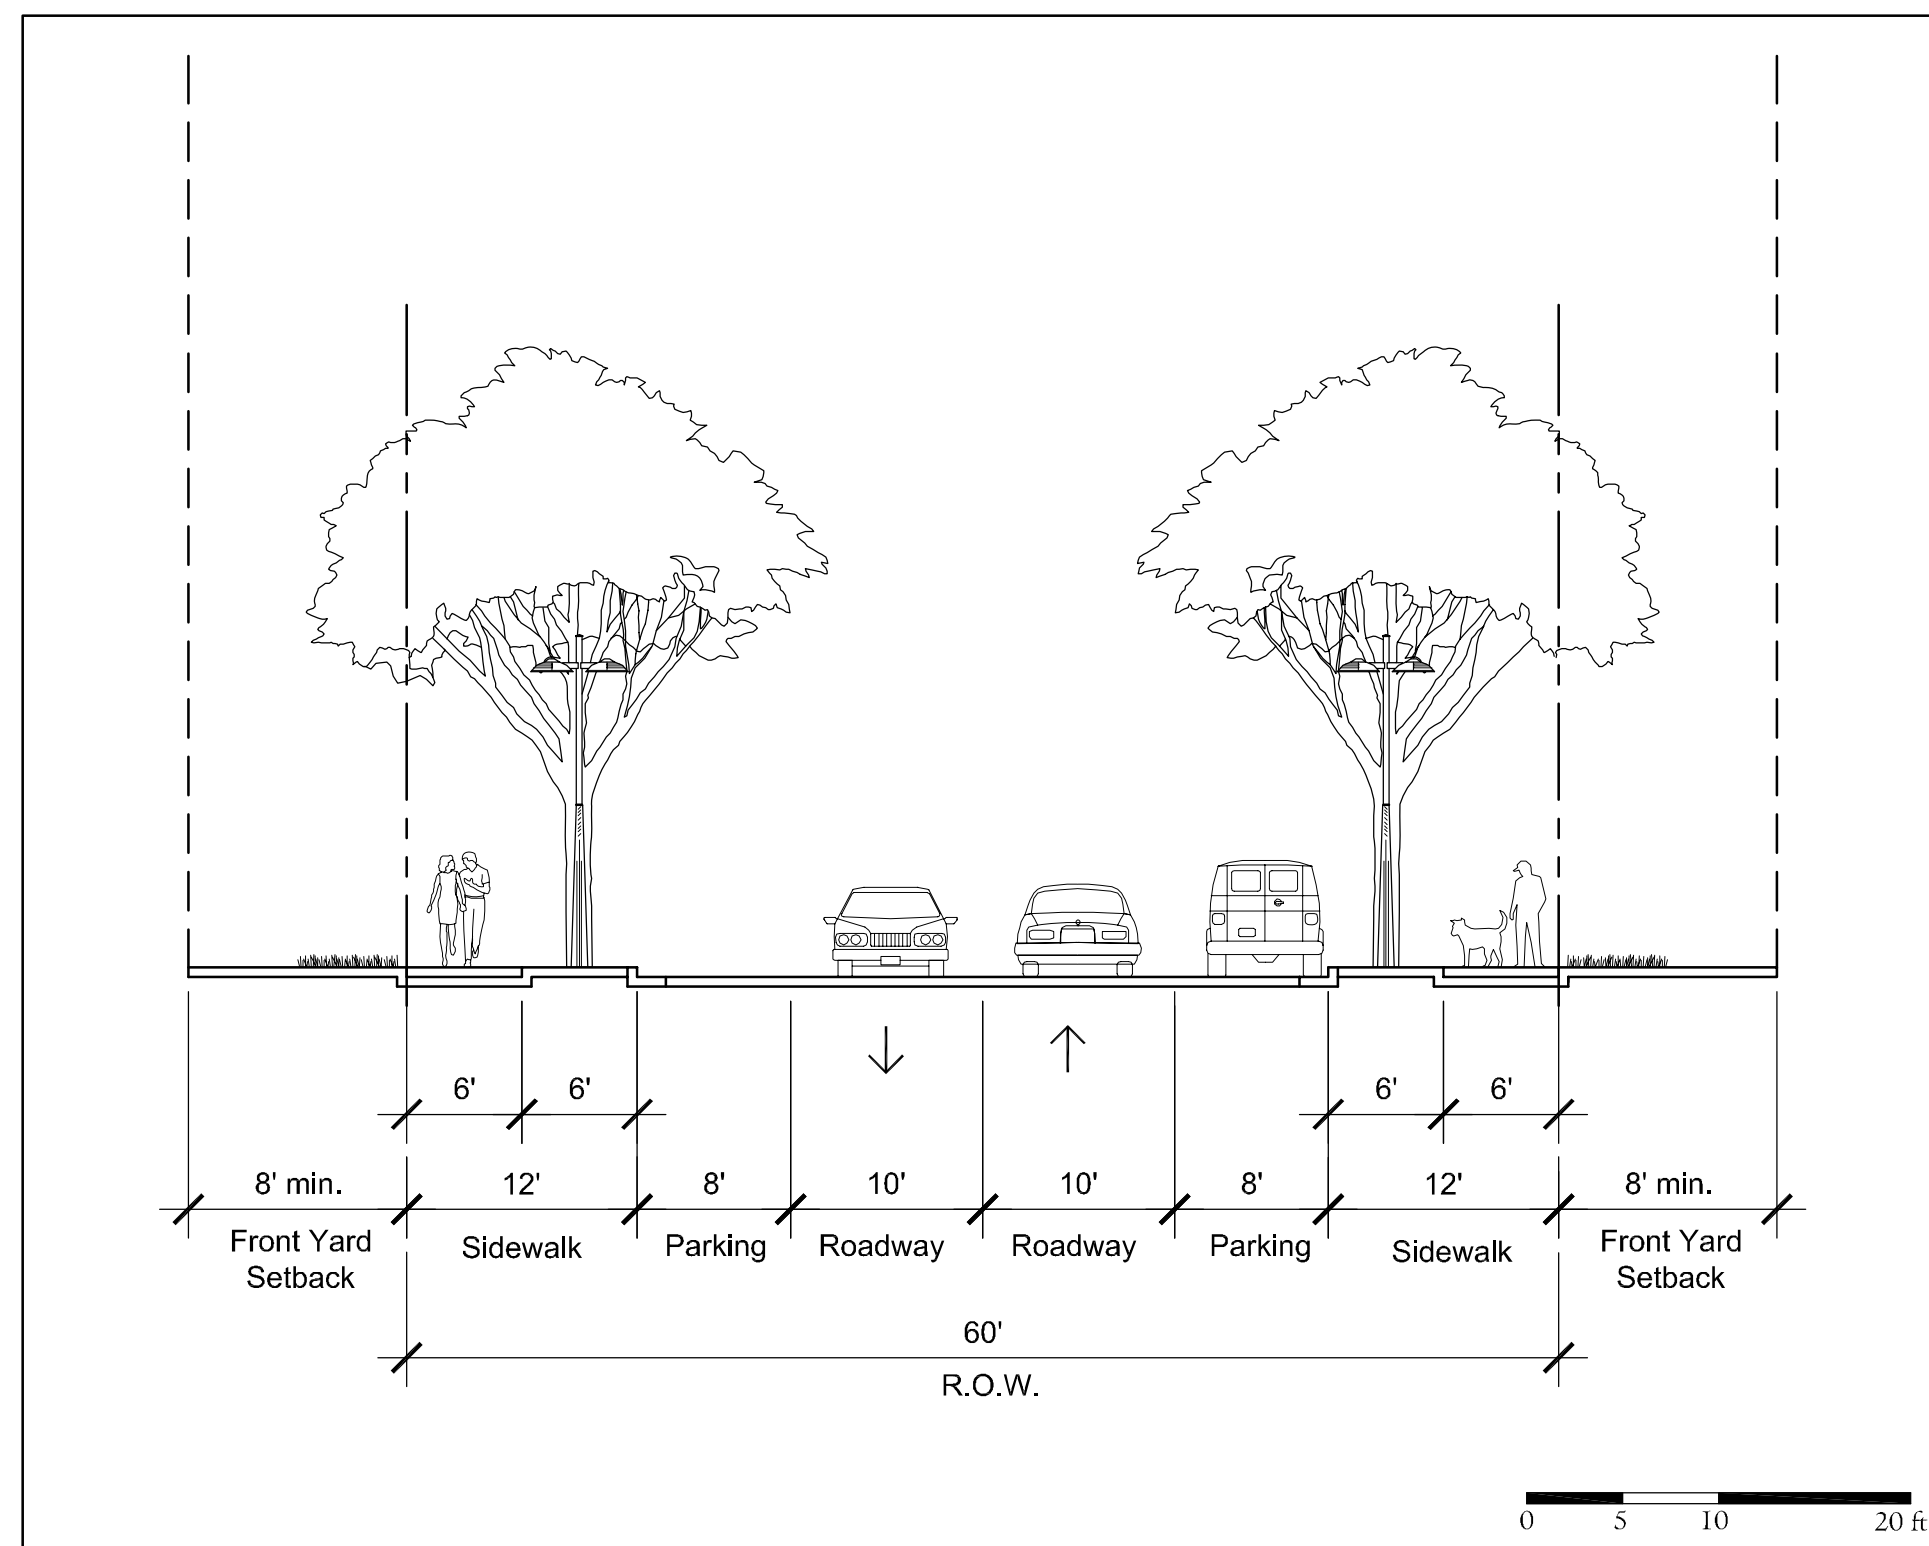 6' 6' 6' 6'
8' min. 12' 8' 10' 10' 8' 12' 8' min.
Front Yard Setback Sidewalk Parking Roadway Roadway Parking Sidewalk Front Yard Setback
60'
R.O.W.
0 5 10 20 ft